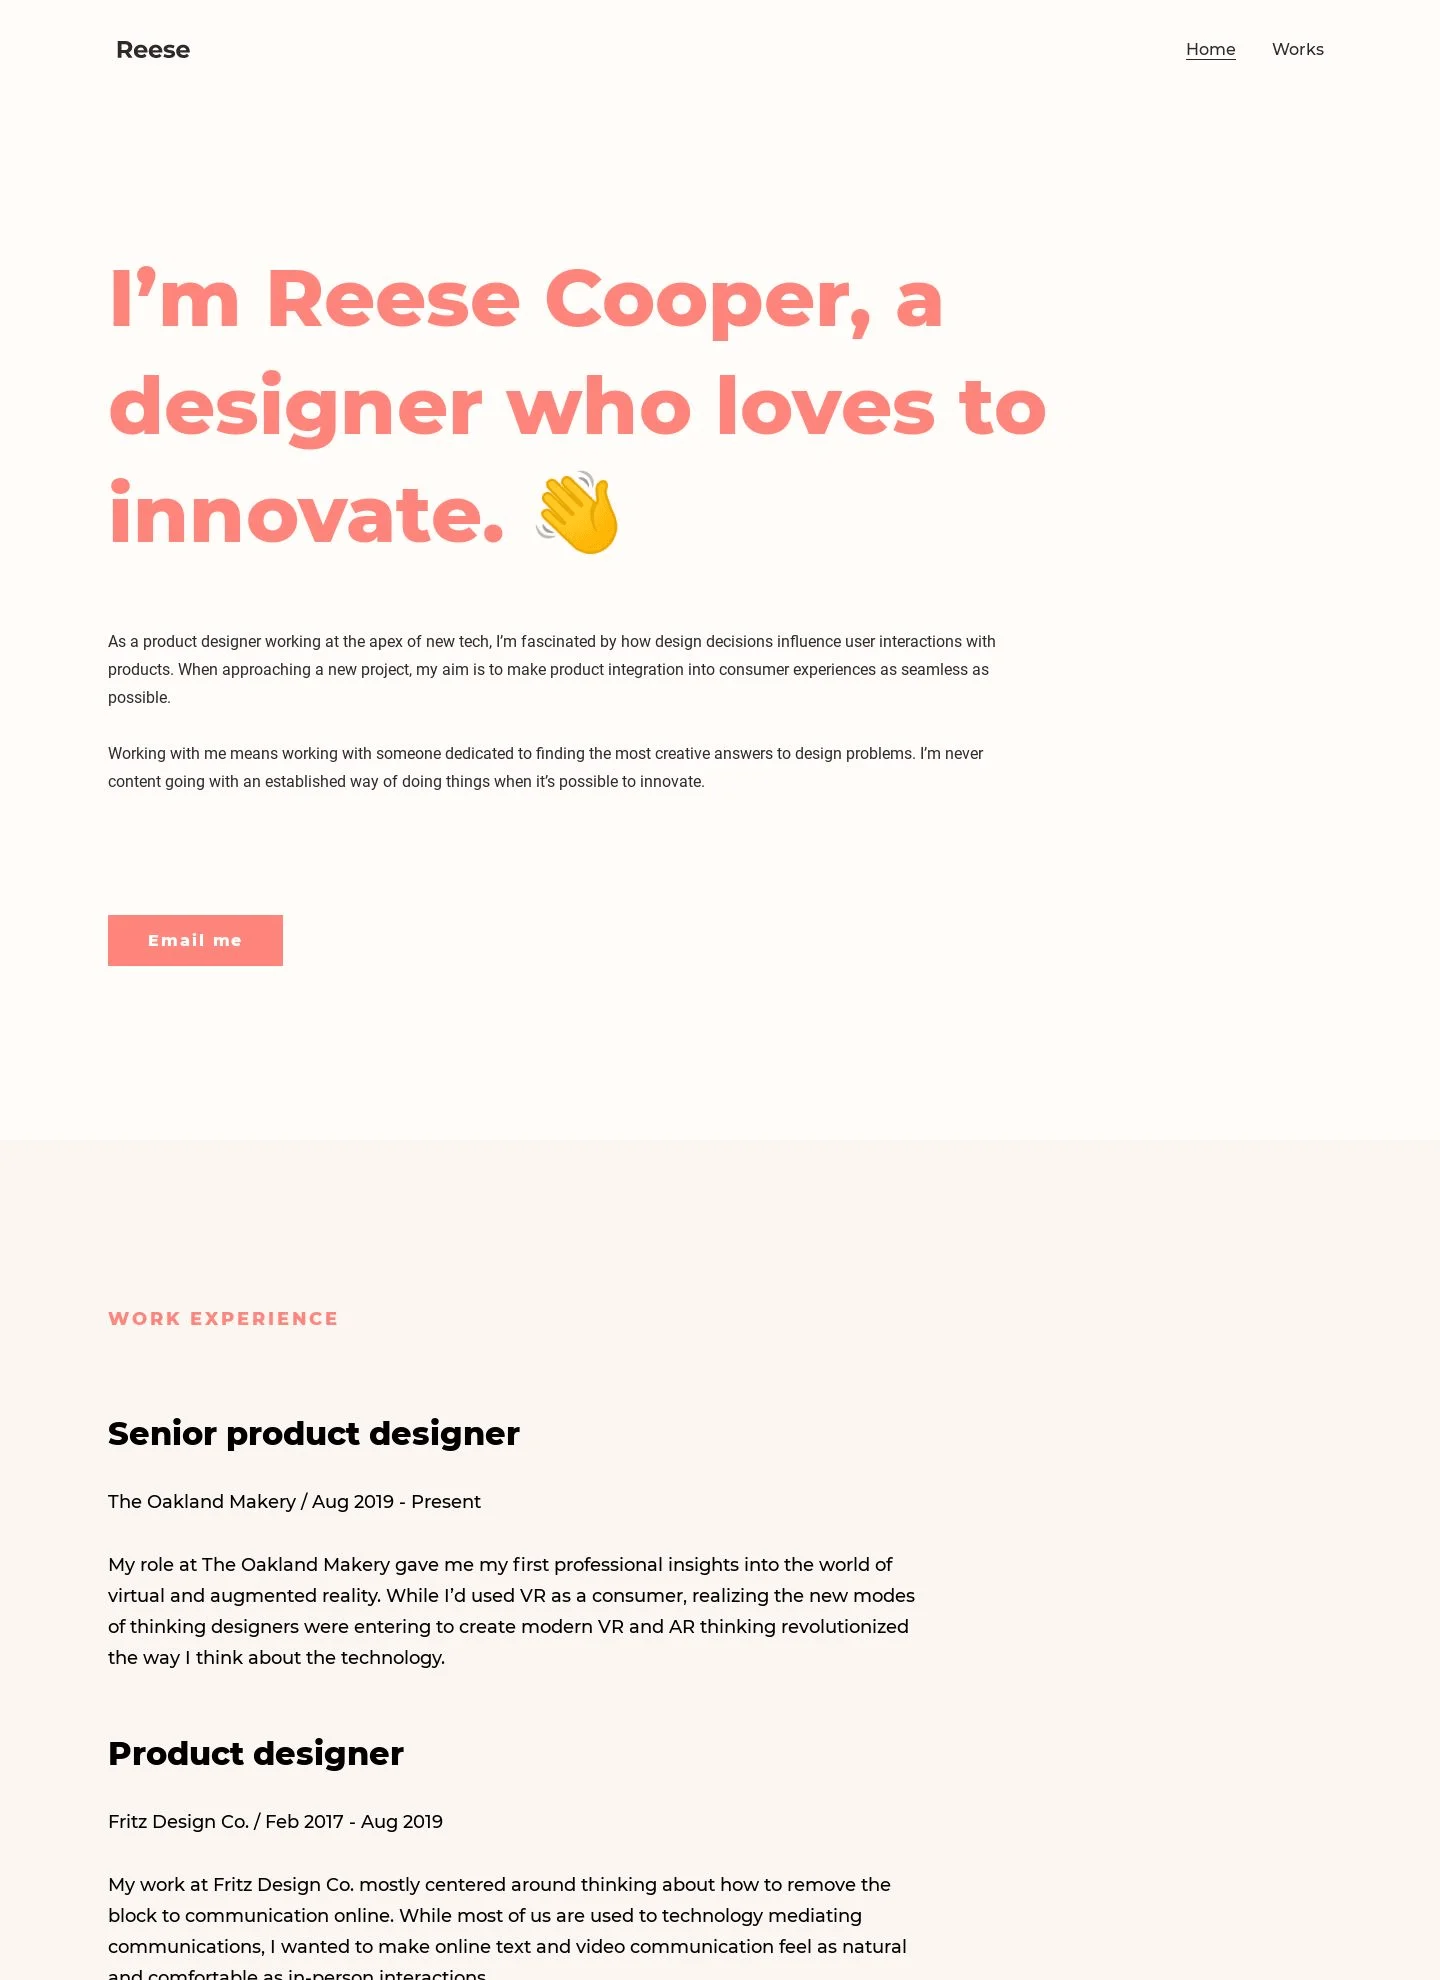 Reese
Home Works
I’m Reese Cooper, a
designer who loves to
innovate. 👋
As a product designer working at the apex of new tech, I’m fascinated by how design decisions influence user interactions with
products. When approaching a new project, my aim is to make product integration into consumer experiences as seamless as
possible.
Working with me means working with someone dedicated to finding the most creative answers to design problems. I’m never
content going with an established way of doing things when it’s possible to innovate.
Email me
WORK EXPERIENCE
Senior product designer
The Oakland Makery / Aug 2019 - Present
My role at The Oakland Makery gave me my first professional insights into the world of
virtual and augmented reality. While I’d used VR as a consumer, realizing the new modes
of thinking designers were entering to create modern VR and AR thinking revolutionized
the way I think about the technology.
Product designer
Fritz Design Co. / Feb 2017 - Aug 2019
My work at Fritz Design Co. mostly centered around thinking about how to remove the
block to communication online. While most of us are used to technology mediating
communications, I wanted to make online text and video communication feel as natural
and comfortable as in-person interactions.